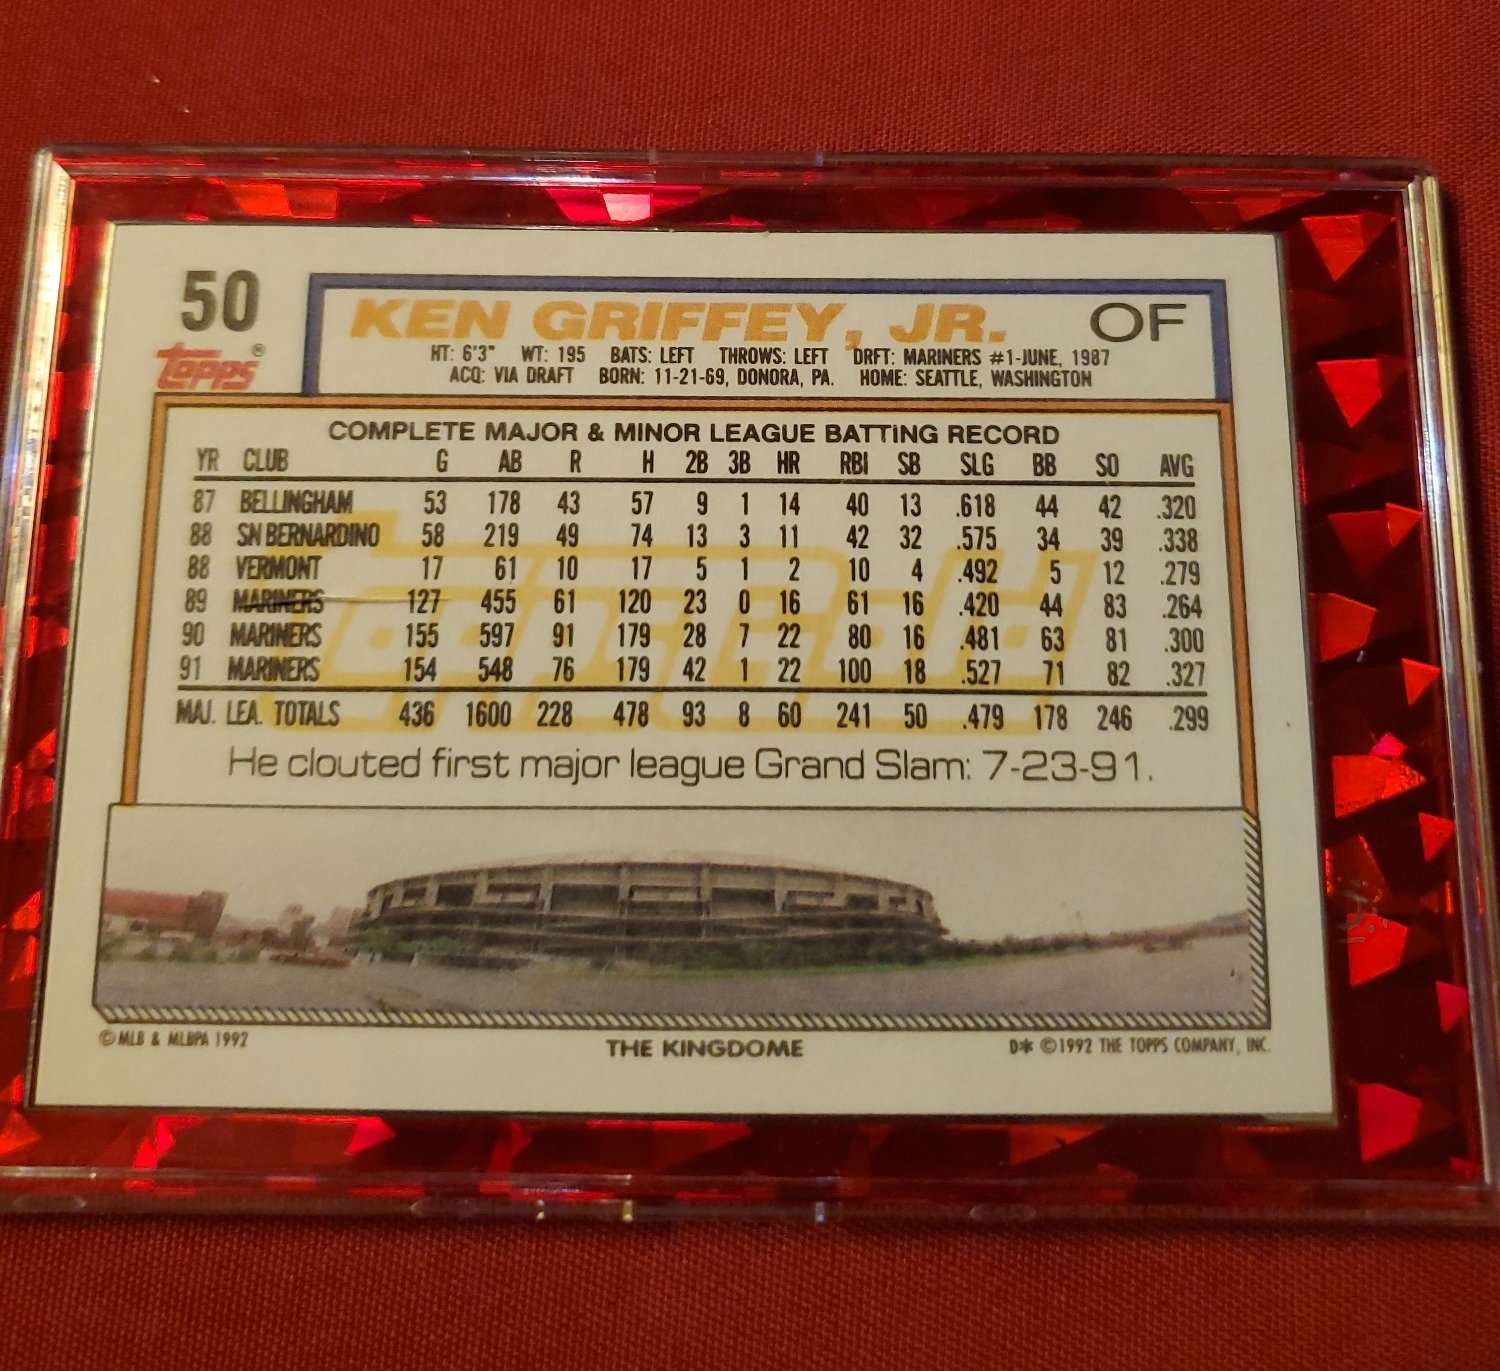 50
KEN GRIFFEY, JR. OF
Topps®
HT: 6'3" WT: 195 BATS: LEFT THROWS: LEFT DRFT: MARINERS #1-JUNE, 1987
ACQ: VIA DRAFT BORN: 11-21-69, DONORA, PA. HOME: SEATTLE, WASHINGTON
COMPLETE MAJOR & MINOR LEAGUE BATTING RECORD
YR CLUB G AB R H 2B 3B HR RBI SB SLG BB SO AVG
87 BELLINGHAM 53 178 43 57 9 1 14 40 13 .618 44 42 .320
88 SN BERNARDINO 58 219 49 74 13 3 11 42 32 .575 34 39 .338
88 VERMONT 17 61 10 17 5 1 2 10 4 .492 5 12 .279
89 MARINERS 127 455 61 120 23 0 16 61 16 .420 44 83 .264
90 MARINERS 155 597 91 179 28 7 22 80 16 .481 63 81 .300
91 MARINERS 154 548 76 179 42 1 22 100 18 .527 71 82 .327
MAJ. LEA. TOTALS 436 1600 228 478 93 8 60 241 50 .479 178 246 .299
ToppsGold
He clouted first major league Grand Slam: 7-23-91.
© MLB & MLBPA 1992
THE KINGDOME
D* ©1992 THE TOPPS COMPANY, INC.